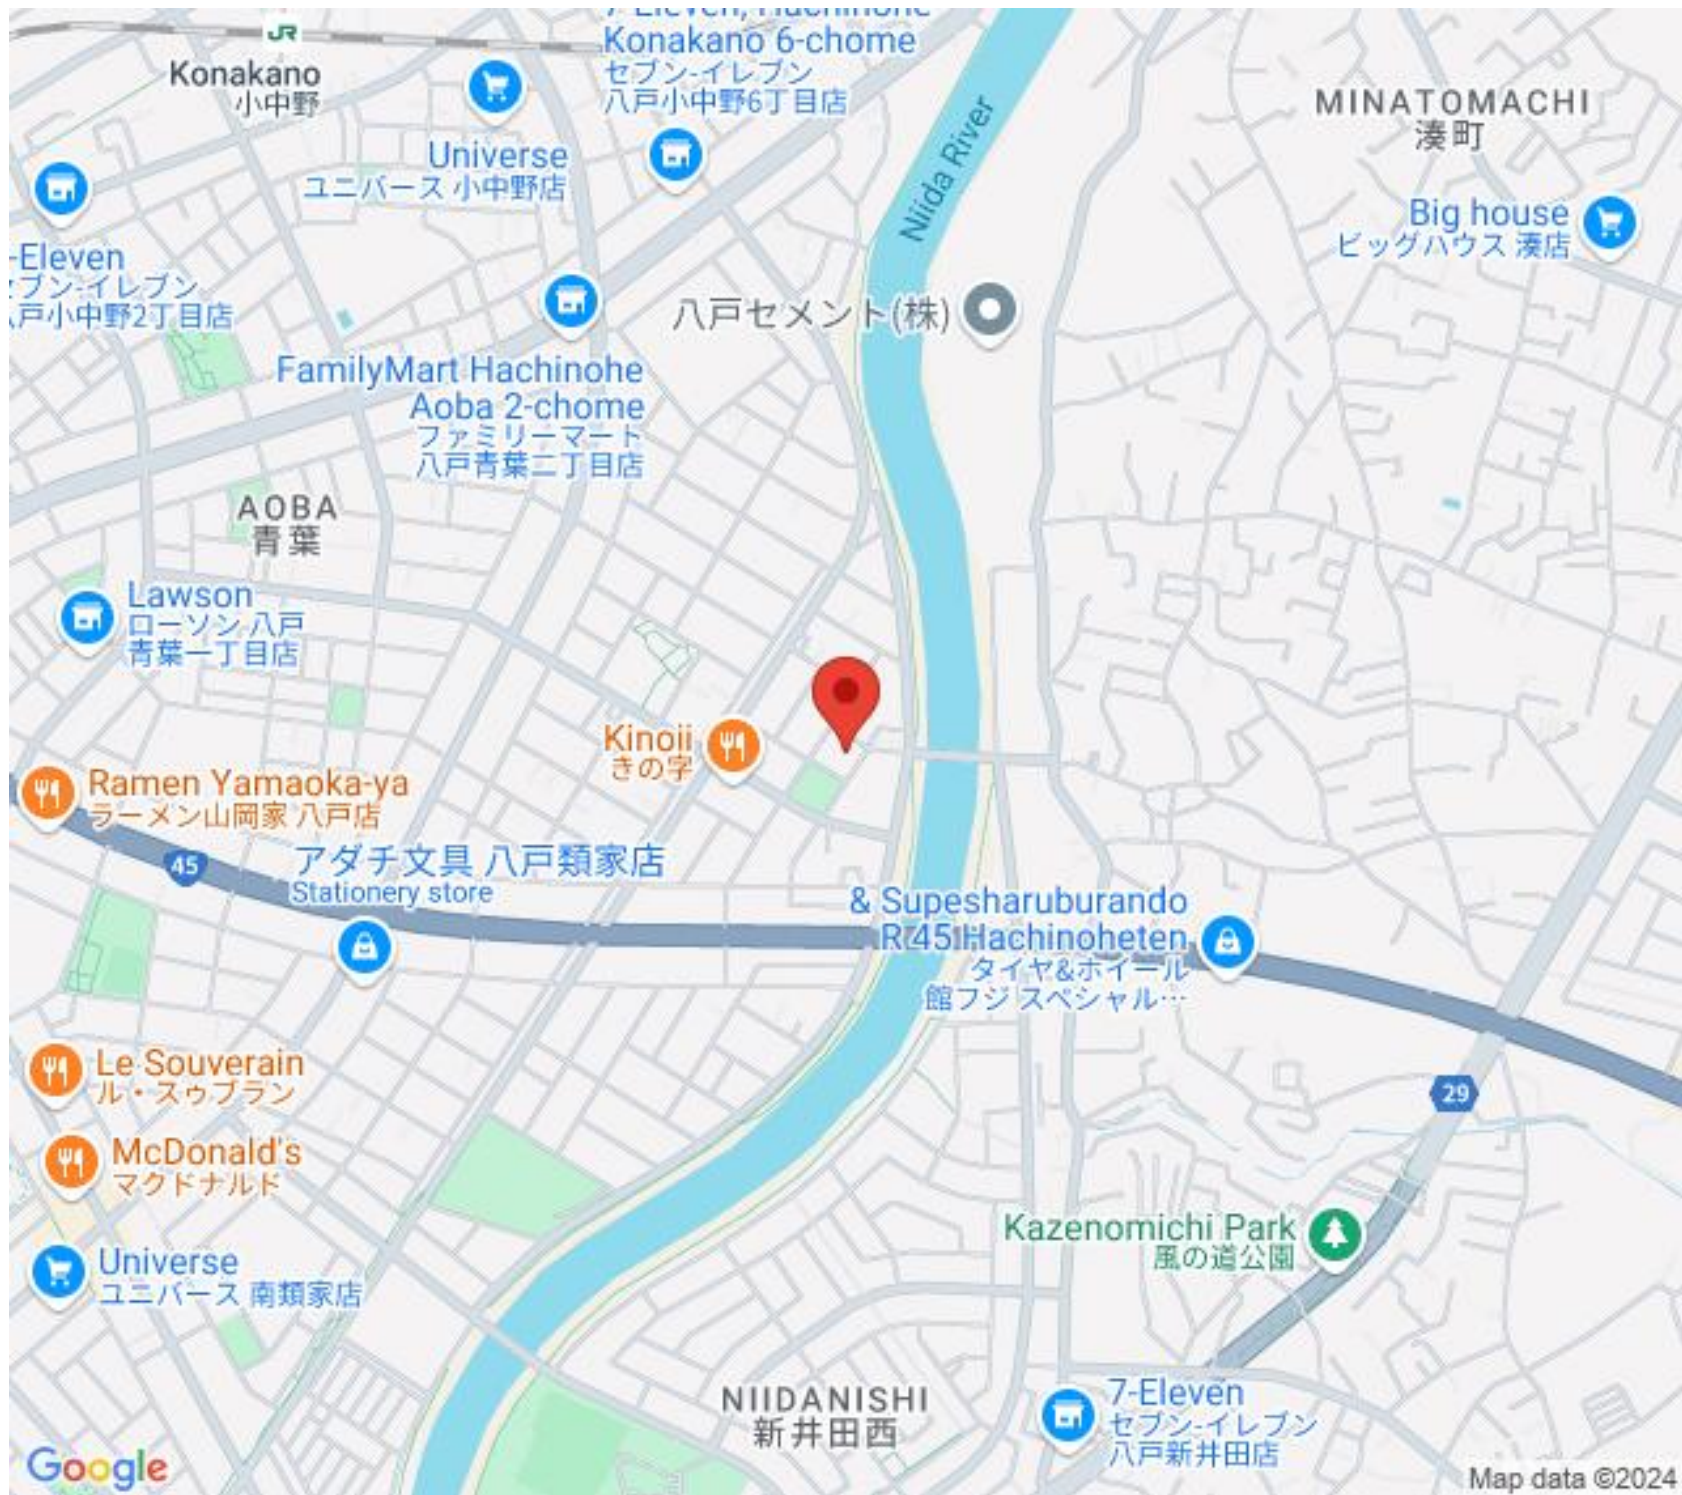 7-Eleven, Hachinohe
Konakano 6-chome
セブン-イレブン
八戸小中野6丁目店
JR
Konakano
小中野
Universe
ユニバース 小中野店
Niida River
MINATOMACHI
湊町
Big house
ビッグハウス 湊店
-Eleven
ブン-イレブン
戸小中野2丁目店
八戸セメント(株)
FamilyMart Hachinohe
Aoba 2-chome
ファミリーマート
八戸青葉二丁目店
AOBA
青葉
Lawson
ローソン 八戸
青葉一丁目店
Kinoji
きの字
Ramen Yamaoka-ya
ラーメン山岡家 八戸店
45
アダチ文具 八戸類家店
Stationery store
& Supesharuburando
R 45 Hachinoheten
タイヤ&ホイール
館フジ スペシャル…
Le Souverain
ル・スゥブラン
29
McDonald's
マクドナルド
Kazenomichi Park
風の道公園
Universe
ユニバース 南類家店
NIIDANISHI
新井田西
7-Eleven
セブン-イレブン
八戸新井田店
Google
Map data ©2024